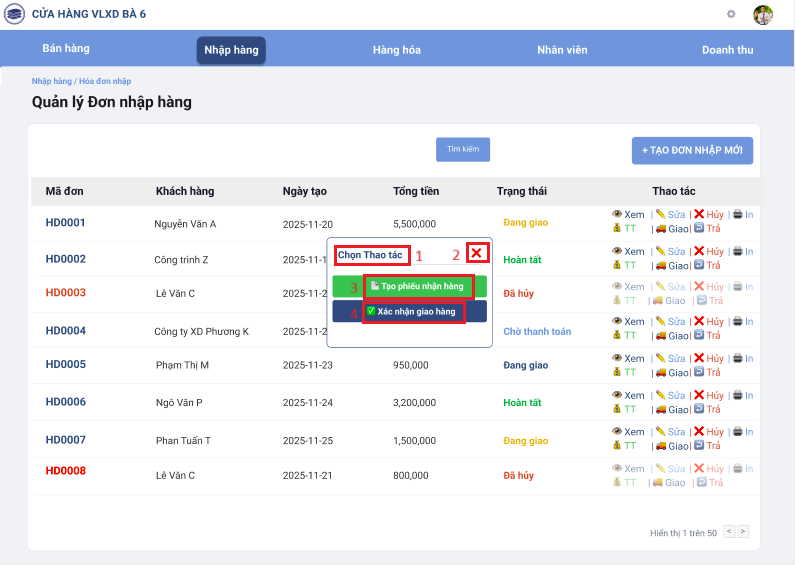 CỬA HÀNG VLXD BÀ 6
Bán hàng Nhập hàng Hàng hóa Nhân viên Doanh thu
Nhập hàng / Hóa đơn nhập
Quản lý Đơn nhập hàng
Tìm kiếm
+ TẠO ĐƠN NHẬP MỚI
Mã đơn Khách hàng Ngày tạo Tổng tiền Trạng thái Thao tác
HD0001 Nguyễn Văn A 2025-11-20 5,500,000 Đang giao Xem | Sửa | Hủy | In
TT | Giao | Trả
HD0002 Công trình Z 2025-11-1 Hoàn tất Xem | Sửa | Hủy | In
TT | Giao | Trả
HD0003 Lê Văn C 2025-11-2 Đã hủy Xem | Sửa | Hủy | In
TT | Giao | Trả
HD0004 Công ty XD Phương K 2025-11-2 Chờ thanh toán Xem | Sửa | Hủy | In
TT | Giao | Trả
Chọn Thao tác 1 2
3 Tạo phiếu nhận hàng
4 Xác nhận giao hàng
HD0005 Phạm Thị M 2025-11-23 950,000 Đang giao Xem | Sửa | Hủy | In
TT | Giao | Trả
HD0006 Ngô Văn P 2025-11-24 3,200,000 Hoàn tất Xem | Sửa | Hủy | In
TT | Giao | Trả
HD0007 Phan Tuấn T 2025-11-25 1,500,000 Đang giao Xem | Sửa | Hủy | In
TT | Giao | Trả
HD0008 Lê Văn C 2025-11-21 800,000 Đã hủy Xem | Sửa | Hủy | In
TT | Giao | Trả
Hiển thị 1 trên 50 < >